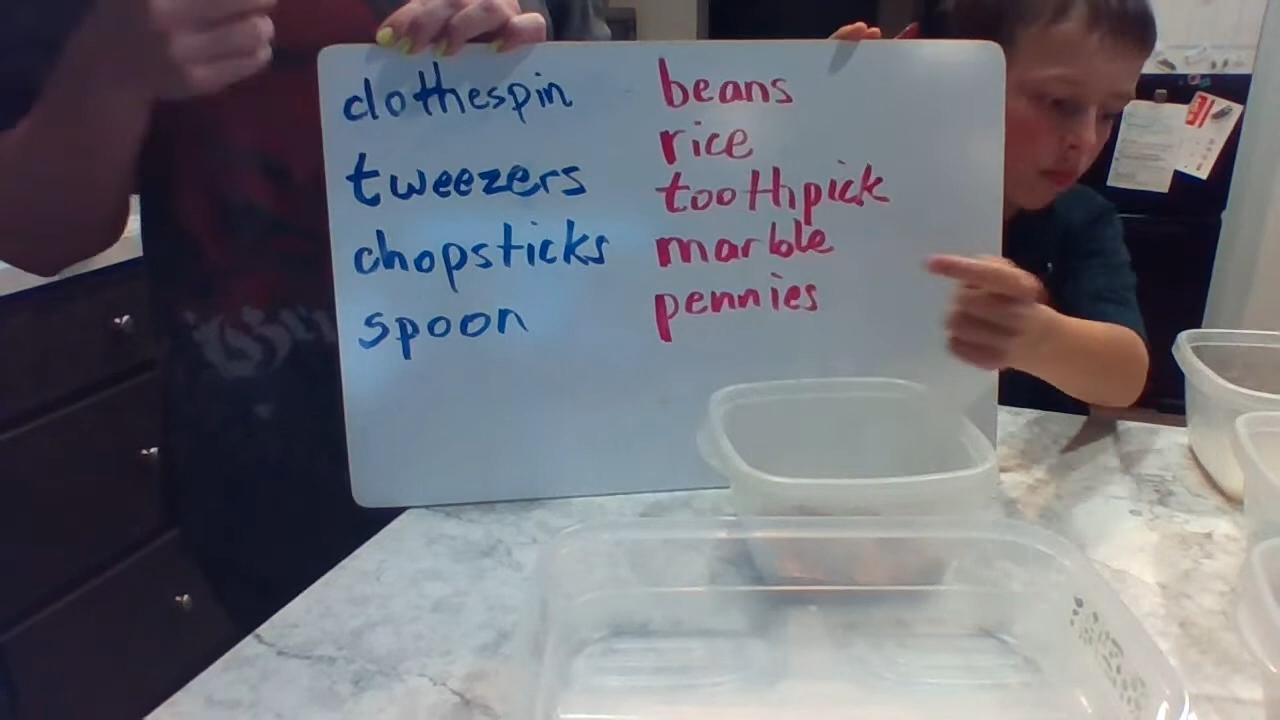 clothespin
tweezers
chopsticks
spoon
beans
rice
toothpick
marble
pennies